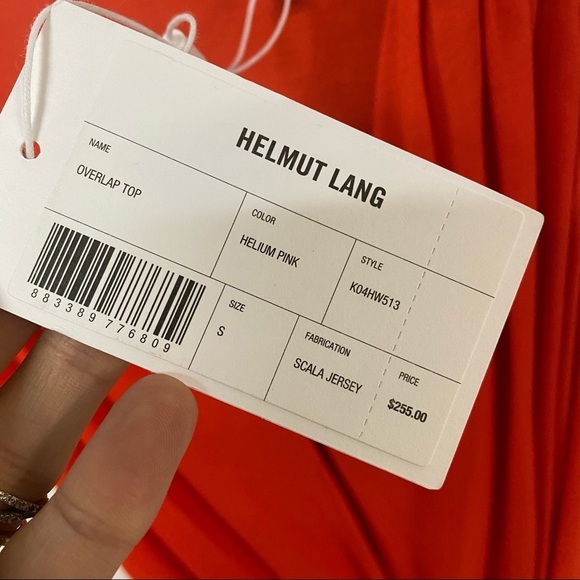 HELMUT LANG
NAME
OVERLAP TOP
COLOR
HELIUM PINK
STYLE
K04HW513
883389776809
SIZE
S
FABRICATION
SCALA JERSEY
PRICE
$255.00